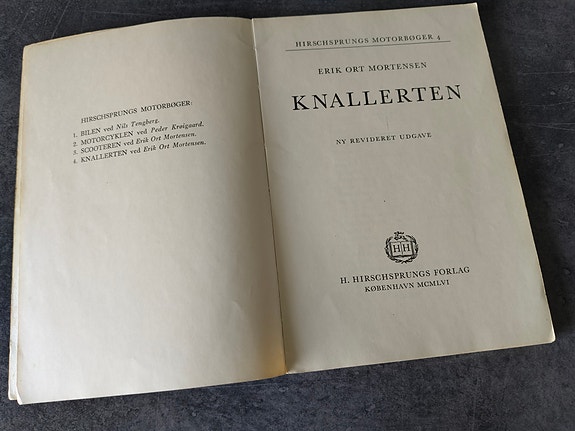 HIRSCHSPRUNGS MOTORBØGER:
1. BILEN ved Nils Tengberg.
2. MOTORCYKLEN ved Peder Krøigaard.
3. SCOOTEREN ved Erik Ort Mortensen.
4. KNALLERTEN ved Erik Ort Mortensen.
HIRSCHSPRUNGS MOTORBØGER 4
ERIK ORT MORTENSEN
KNALLERTEN
NY REVIDERET UDGAVE
HH
H. HIRSCHSPRUNGS FORLAG
KØBENHAVN MCMLVI